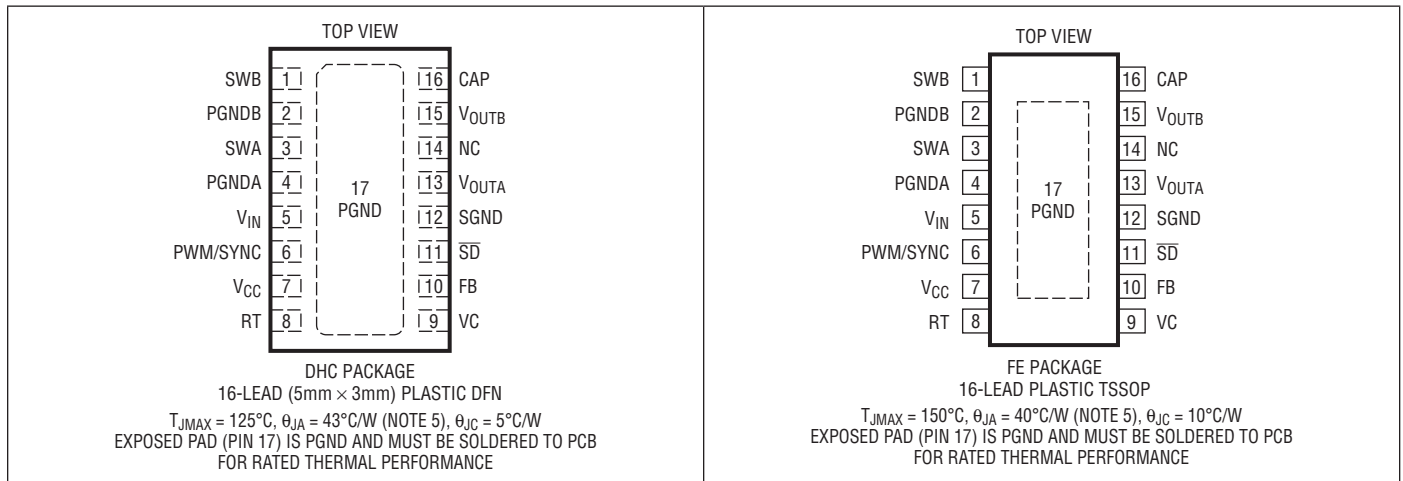 TOP VIEW
SWB 1 16 CAP
PGNDB 2 15 VOUTB
SWA 3 14 NC
PGNDA 4 13 VOUTA
17
PGND
VIN 5 12 SGND
PWM/SYNC 6 11 SD
VCC 7 10 FB
RT 8 9 VC
DHC PACKAGE
16-LEAD (5mm × 3mm) PLASTIC DFN
TJMAX = 125°C, θJA = 43°C/W (NOTE 5), θJC = 5°C/W
EXPOSED PAD (PIN 17) IS PGND AND MUST BE SOLDERED TO PCB
FOR RATED THERMAL PERFORMANCE
TOP VIEW
SWB 1 16 CAP
PGNDB 2 15 VOUTB
SWA 3 14 NC
PGNDA 4 13 VOUTA
17
PGND
VIN 5 12 SGND
PWM/SYNC 6 11 SD
VCC 7 10 FB
RT 8 9 VC
FE PACKAGE
16-LEAD PLASTIC TSSOP
TJMAX = 150°C, θJA = 40°C/W (NOTE 5), θJC = 10°C/W
EXPOSED PAD (PIN 17) IS PGND AND MUST BE SOLDERED TO PCB
FOR RATED THERMAL PERFORMANCE